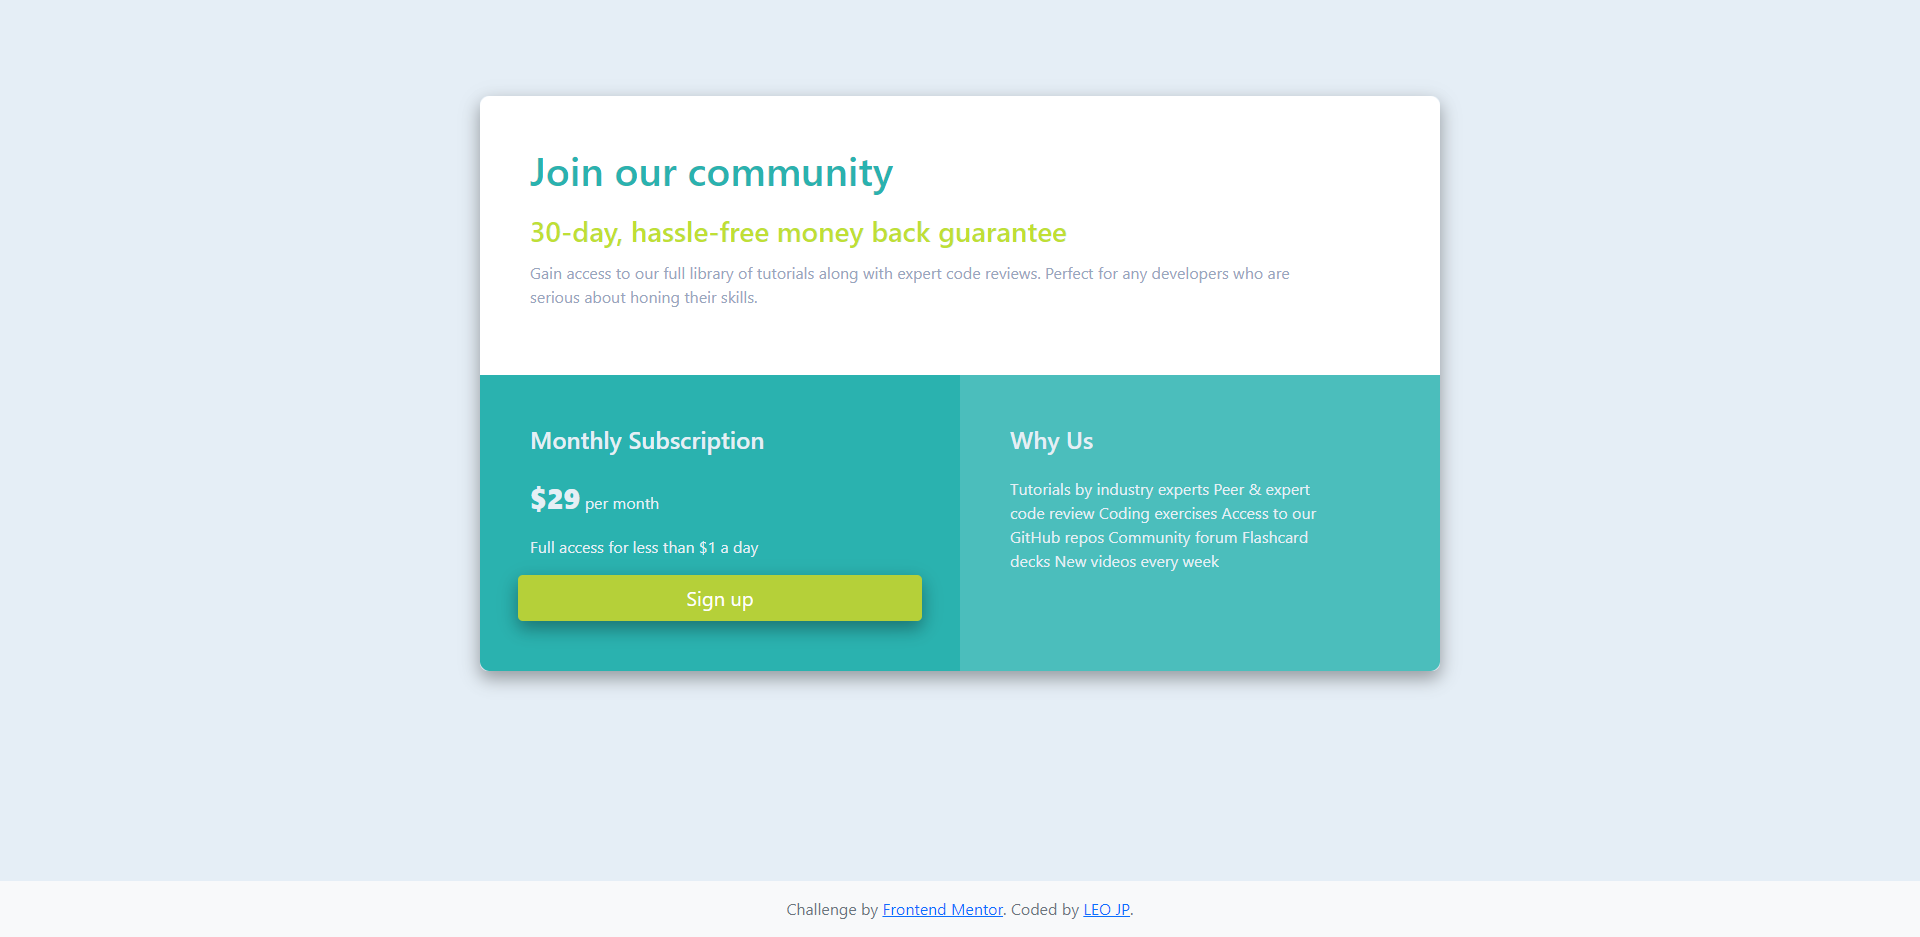 Join our community
30-day, hassle-free money back guarantee
Gain access to our full library of tutorials along with expert code reviews. Perfect for any developers who are
serious about honing their skills.
Monthly Subscription
$29 per month
Full access for less than $1 a day
Sign up
Why Us
Tutorials by industry experts Peer & expert
code review Coding exercises Access to our
GitHub repos Community forum Flashcard
decks New videos every week
Challenge by Frontend Mentor. Coded by LEO JP.